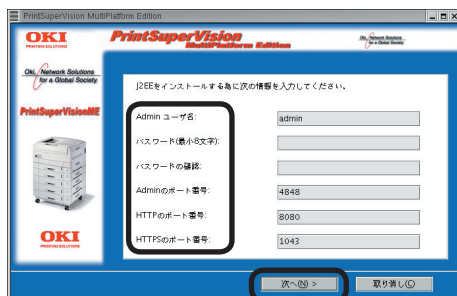 PrintSuperVision MultiPlatform Edition
OKI
PRINTING SOLUTIONS
PrintSuperVision
MultiPlatform Edition
Oki, Network Solutions
for a Global Society
Oki, Network Solutions
for a Global Society
PrintSuperVisionME
J2EEをインストールする為に次の情報を入力してください。
Admin ユーザ名:
admin
パスワード(最小8文字):
パスワードの確認:
Adminのポート番号:
4848
HTTPのポート番号:
8080
HTTPSのポート番号:
1043
OKI
PRINTING SOLUTIONS
次へ(N) >
取り消し(C)